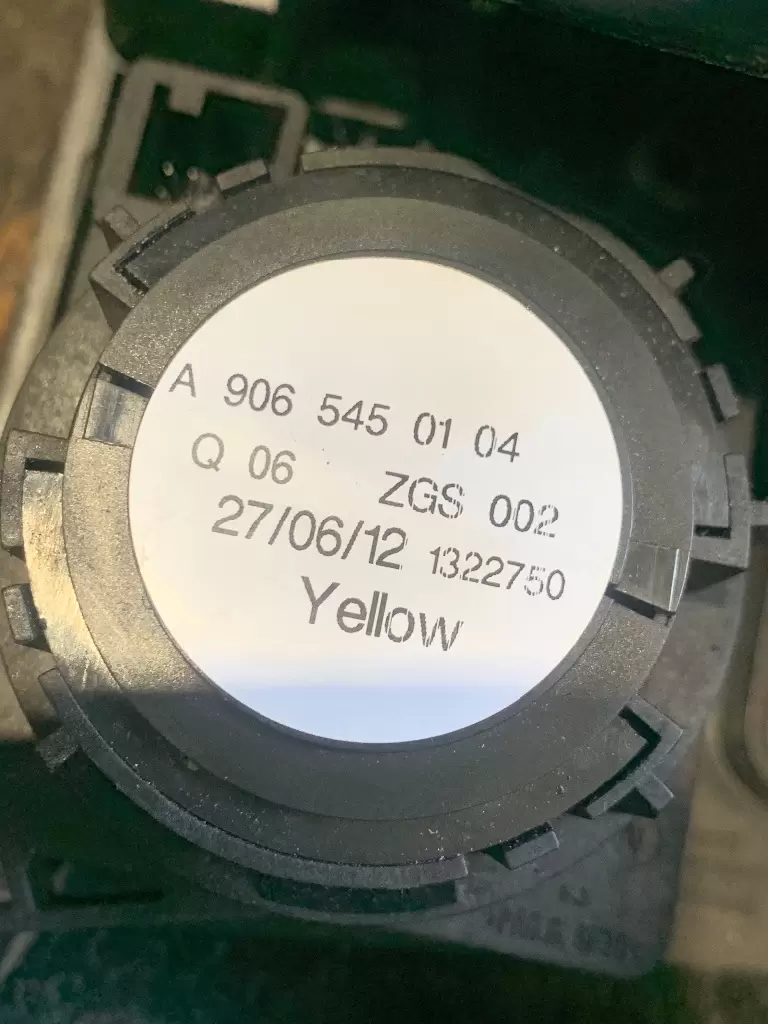 A 906 545 01 04
Q 06 ZGS 002
27/06/12 1322750
Yellow